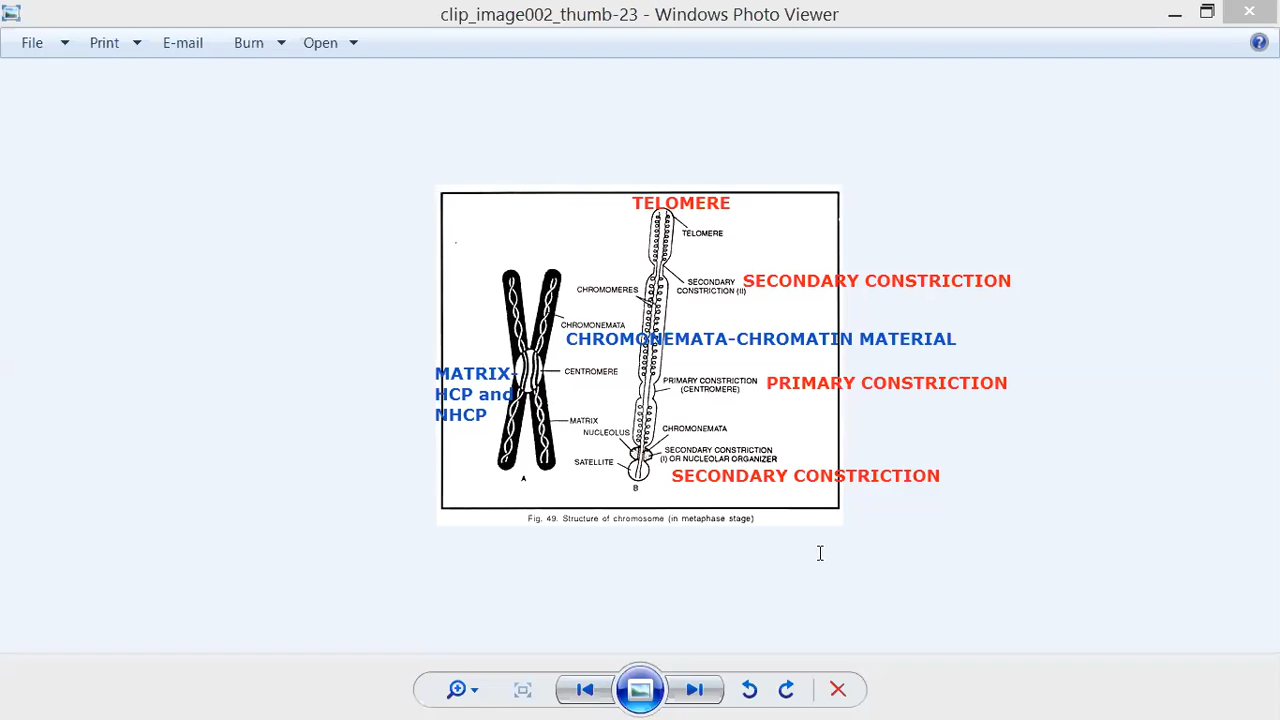 clip_image002_thumb-23 - Windows Photo Viewer
File Print E-mail Burn Open
TELOMERE
TELOMERE
SECONDARY
CONSTRICTION (II)
SECONDARY CONSTRICTION
CHROMOMERES
CHROMONEMATA
CHROMONEMATA-CHROMATIN MATERIAL
MATRIX-
HCP and
NHCP
CENTROMERE
PRIMARY CONSTRICTION
(CENTROMERE)
PRIMARY CONSTRICTION
MATRIX
NUCLEOLUS
CHROMONEMATA
SECONDARY CONSTRICTION
(I) OR NUCLEOLAR ORGANIZER
SATELLITE
SECONDARY CONSTRICTION
A
B
Fig. 49. Structure of chromosome (in metaphase stage)